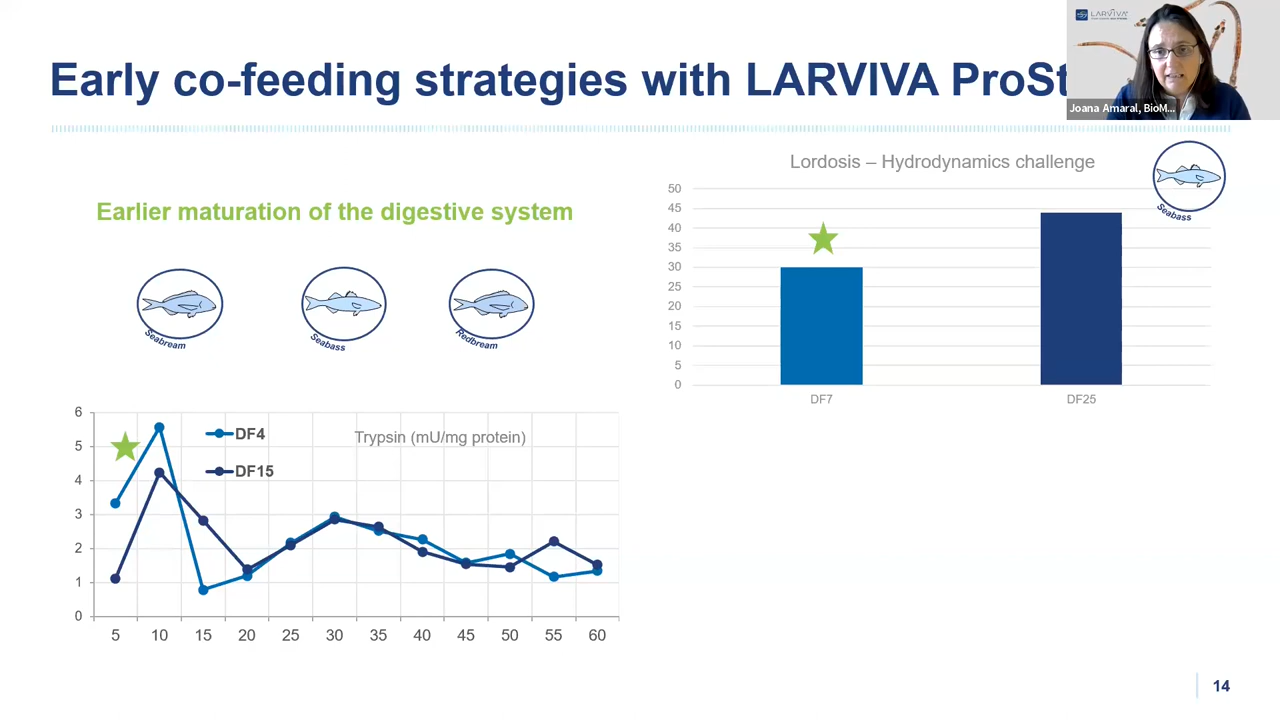 Early co-feeding strategies with LARVIVA ProSt
LARVIVA
Joana Amaral, BioM...
Earlier maturation of the digestive system
Seabream
Seabass
Redbream
6
5
4
3
2
1
0
DF4
DF15
Trypsin (mU/mg protein)
5 10 15 20 25 30 35 40 45 50 55 60
Lordosis – Hydrodynamics challenge
Seabass
50
45
40
35
30
25
20
15
10
5
0
DF7 DF25
14